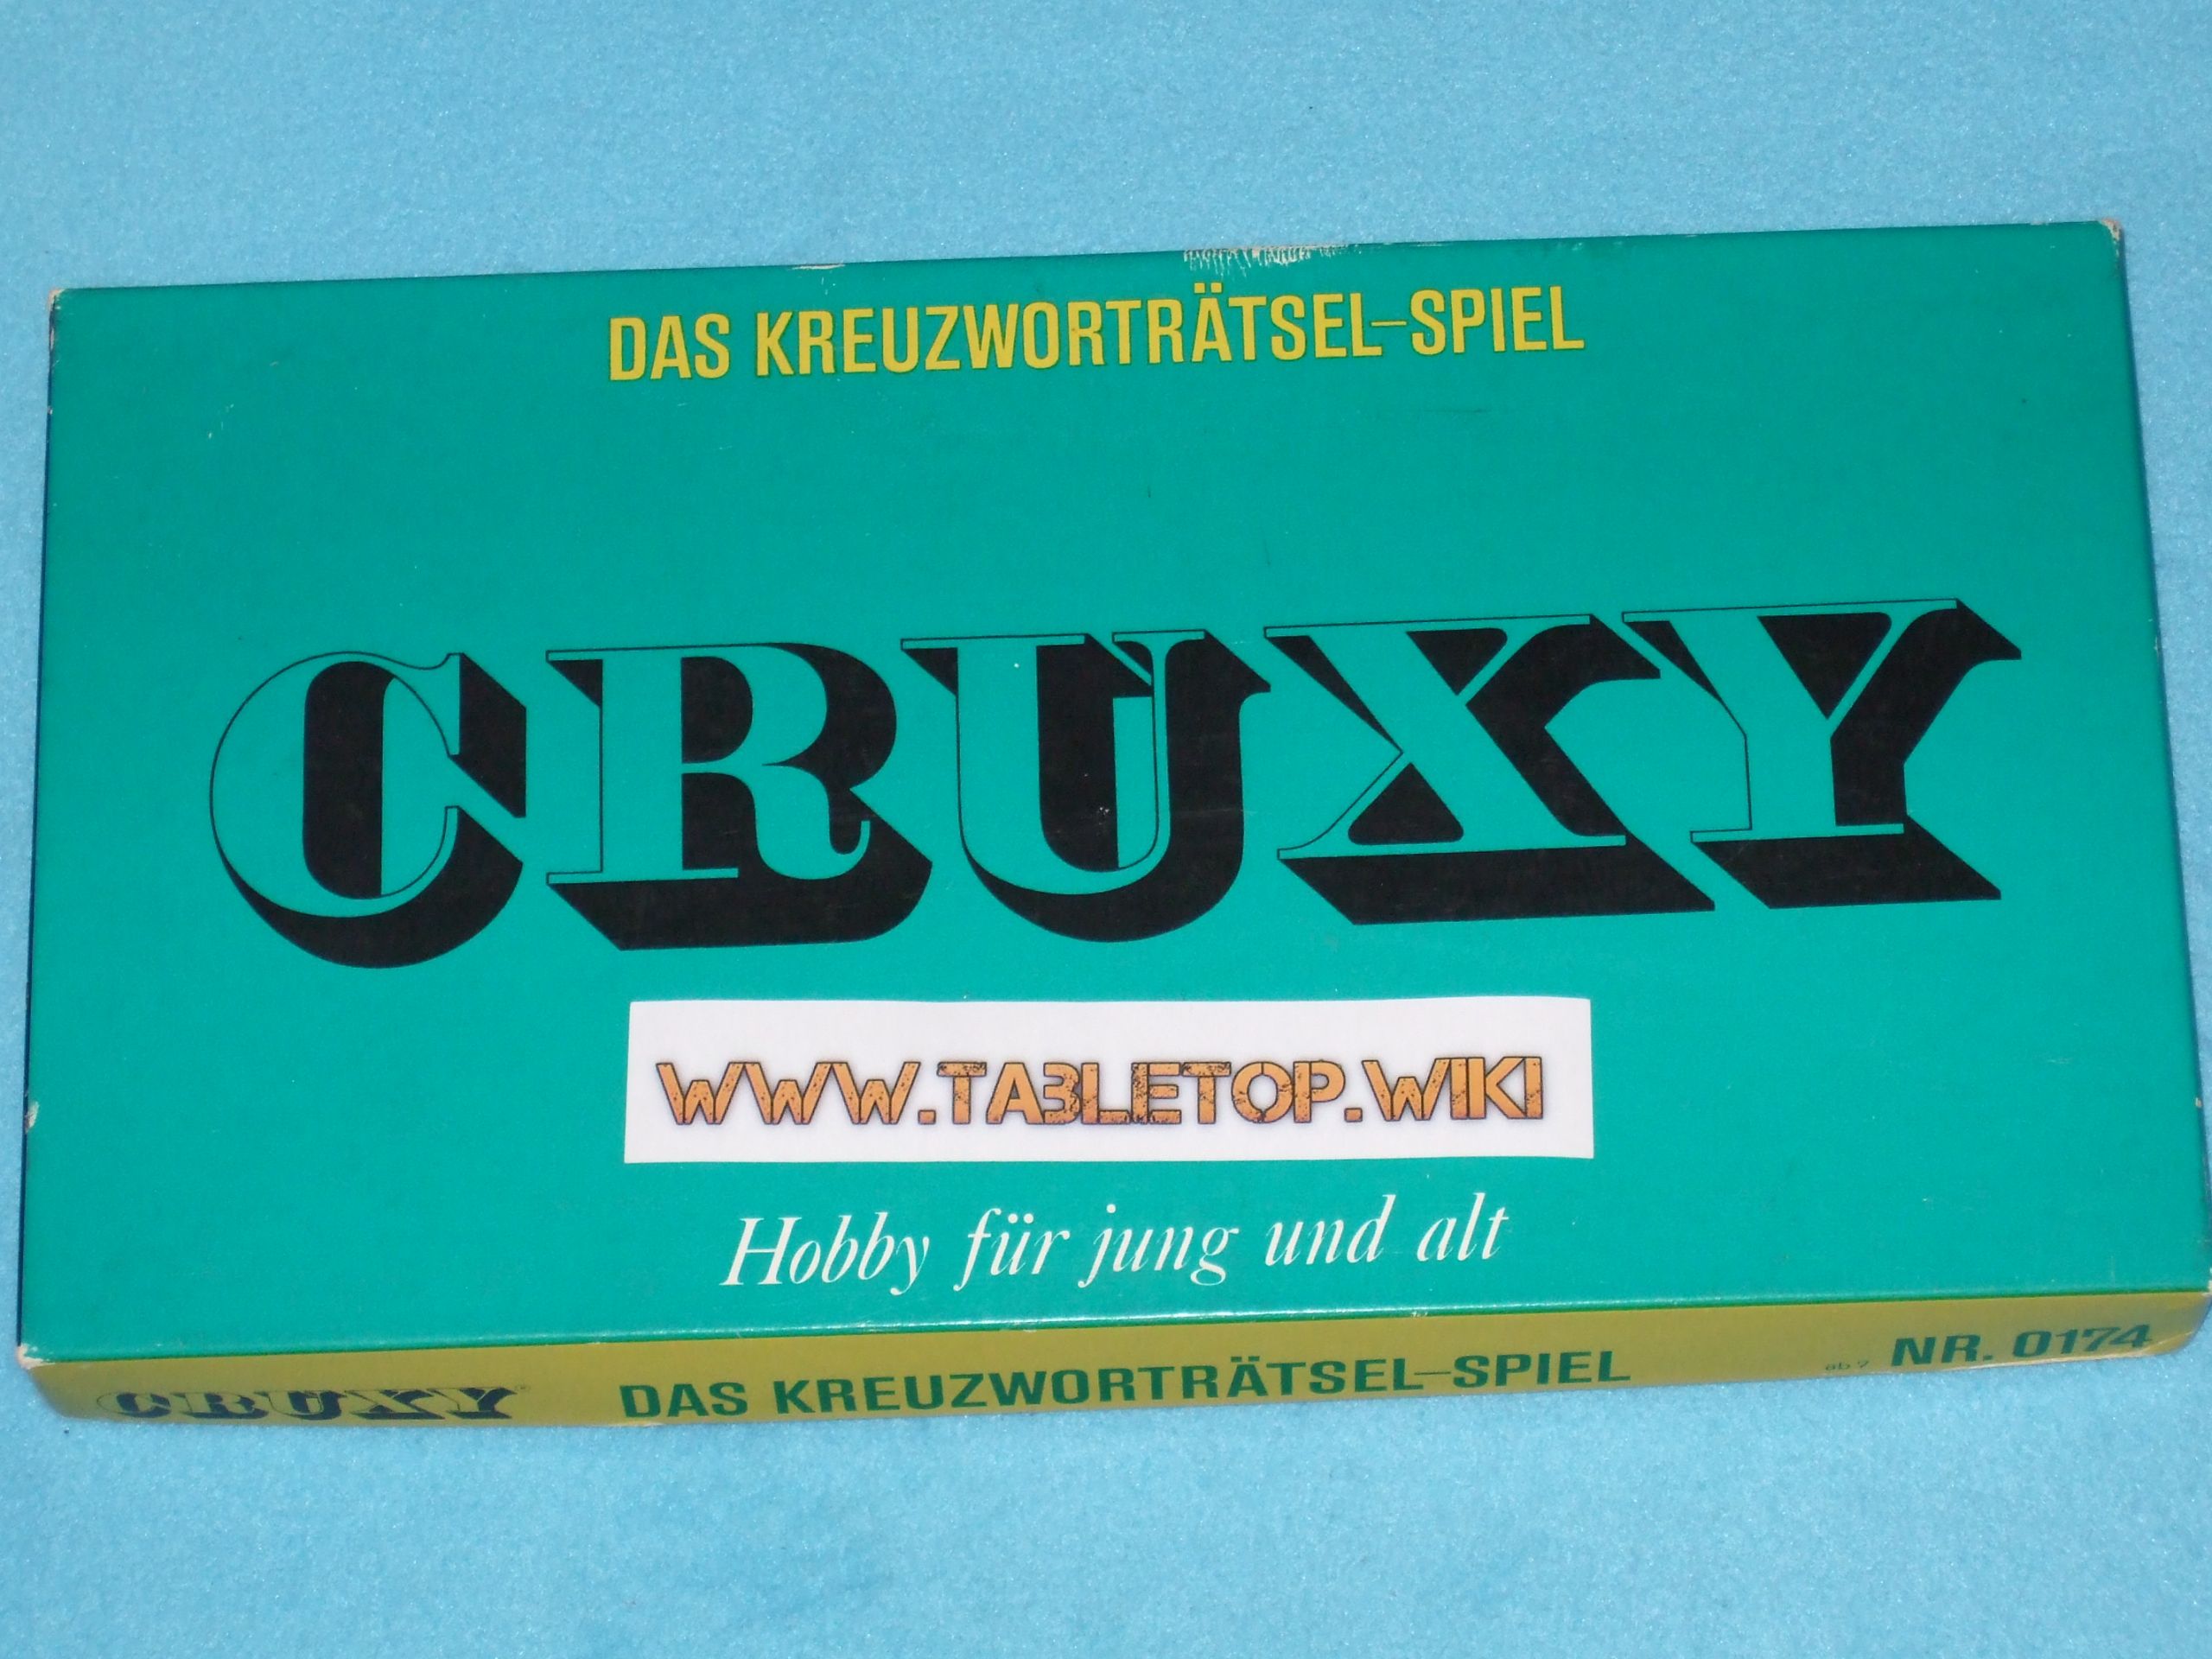 DAS KREUZWORTRÄTSEL-SPIEL
CRUXY
WWW.TABLETOP.WIKI
Hobby für jung und alt
CRUXY DAS KREUZWORTRÄTSEL-SPIEL NR. 0174